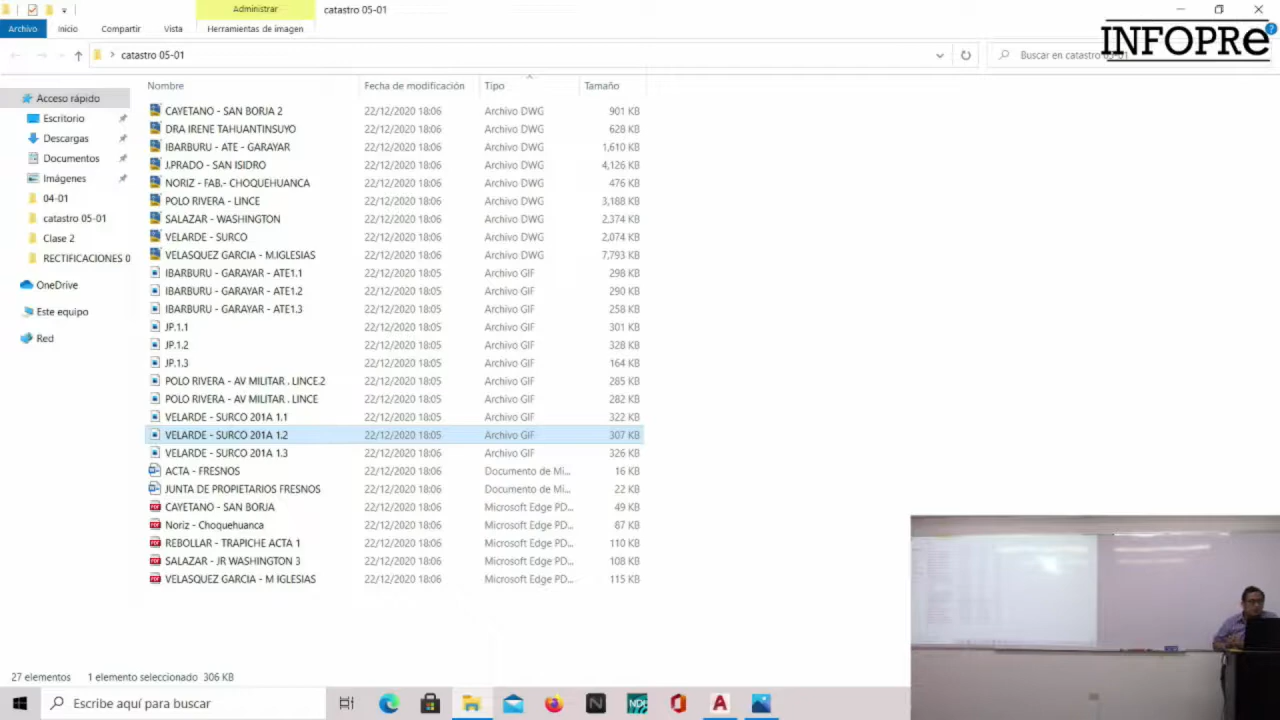 Administrar
catastro 05-01
Archivo
Inicio
Compartir
Vista
Herramientas de imagen
INFOPRe
catastro 05-01
Buscar en catastro 05-01
Nombre
Fecha de modificación
Tipo
Tamaño
Acceso rápido
Escritorio
Descargas
Documentos
Imágenes
04-01
catastro 05-01
Clase 2
RECTIFICACIONES 0
OneDrive
Este equipo
Red
CAYETANO - SAN BORJA 2 22/12/2020 18:06 Archivo DWG 901 KB
DRA IRENE TAHUANTINSUYO 22/12/2020 18:06 Archivo DWG 628 KB
IBARBURU - ATE - GARAYAR 22/12/2020 18:06 Archivo DWG 1,610 KB
J.PRADO - SAN ISIDRO 22/12/2020 18:06 Archivo DWG 4,126 KB
NORIZ - FAB.- CHOQUEHUANCA 22/12/2020 18:06 Archivo DWG 476 KB
POLO RIVERA - LINCE 22/12/2020 18:06 Archivo DWG 3,188 KB
SALAZAR - WASHINGTON 22/12/2020 18:06 Archivo DWG 2,374 KB
VELARDE - SURCO 22/12/2020 18:06 Archivo DWG 2,074 KB
VELASQUEZ GARCIA - M.IGLESIAS 22/12/2020 18:06 Archivo DWG 7,793 KB
IBARBURU - GARAYAR - ATE1.1 22/12/2020 18:05 Archivo GIF 298 KB
IBARBURU - GARAYAR - ATE1.2 22/12/2020 18:05 Archivo GIF 290 KB
IBARBURU - GARAYAR - ATE1.3 22/12/2020 18:05 Archivo GIF 258 KB
JP.1.1 22/12/2020 18:05 Archivo GIF 301 KB
JP.1.2 22/12/2020 18:05 Archivo GIF 328 KB
JP.1.3 22/12/2020 18:05 Archivo GIF 164 KB
POLO RIVERA - AV MILITAR . LINCE.2 22/12/2020 18:05 Archivo GIF 285 KB
POLO RIVERA - AV MILITAR . LINCE 22/12/2020 18:05 Archivo GIF 282 KB
VELARDE - SURCO 201A 1.1 22/12/2020 18:05 Archivo GIF 322 KB
VELARDE - SURCO 201A 1.2 22/12/2020 18:05 Archivo GIF 307 KB
VELARDE - SURCO 201A 1.3 22/12/2020 18:05 Archivo GIF 326 KB
ACTA - FRESNOS 22/12/2020 18:06 Documento de Mi... 16 KB
JUNTA DE PROPIETARIOS FRESNOS 22/12/2020 18:06 Documento de Mi... 22 KB
CAYETANO - SAN BORJA 22/12/2020 18:06 Microsoft Edge PD... 49 KB
Noriz - Choquehuanca 22/12/2020 18:06 Microsoft Edge PD... 87 KB
REBOLLAR - TRAPICHE ACTA 1 22/12/2020 18:06 Microsoft Edge PD... 110 KB
SALAZAR - JR WASHINGTON 3 22/12/2020 18:06 Microsoft Edge PD... 108 KB
VELASQUEZ GARCIA - M IGLESIAS 22/12/2020 18:06 Microsoft Edge PD... 115 KB
27 elementos 1 elemento seleccionado 306 KB
Escribe aquí para buscar